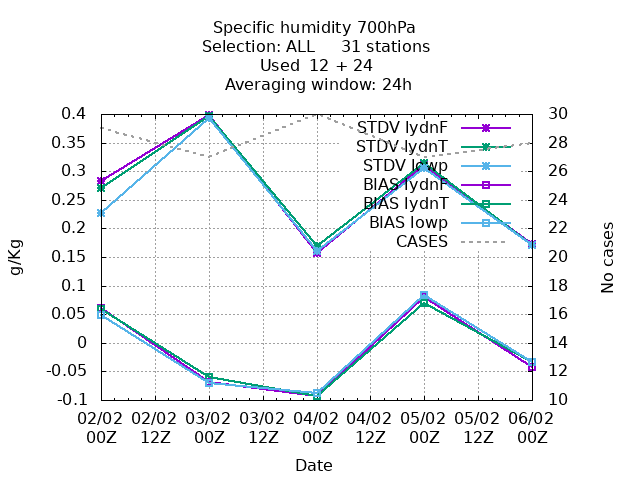 Specific humidity 700hPa
Selection: ALL     31 stations
Used  12 + 24
Averaging window: 24h
0.4
0.35
0.3
0.25
0.2
0.15
0.1
0.05
0
-0.05
-0.1
30
28
26
24
22
20
18
16
14
12
10
g/Kg
No cases
STDV lydnF
STDV lydnT
STDV lowp
BIAS lydnF
BIAS lydnT
BIAS lowp
CASES
02/02 02/02 03/02 03/02 04/02 04/02 05/02 05/02 06/02
00Z 12Z 00Z 12Z 00Z 12Z 00Z 12Z 00Z
Date